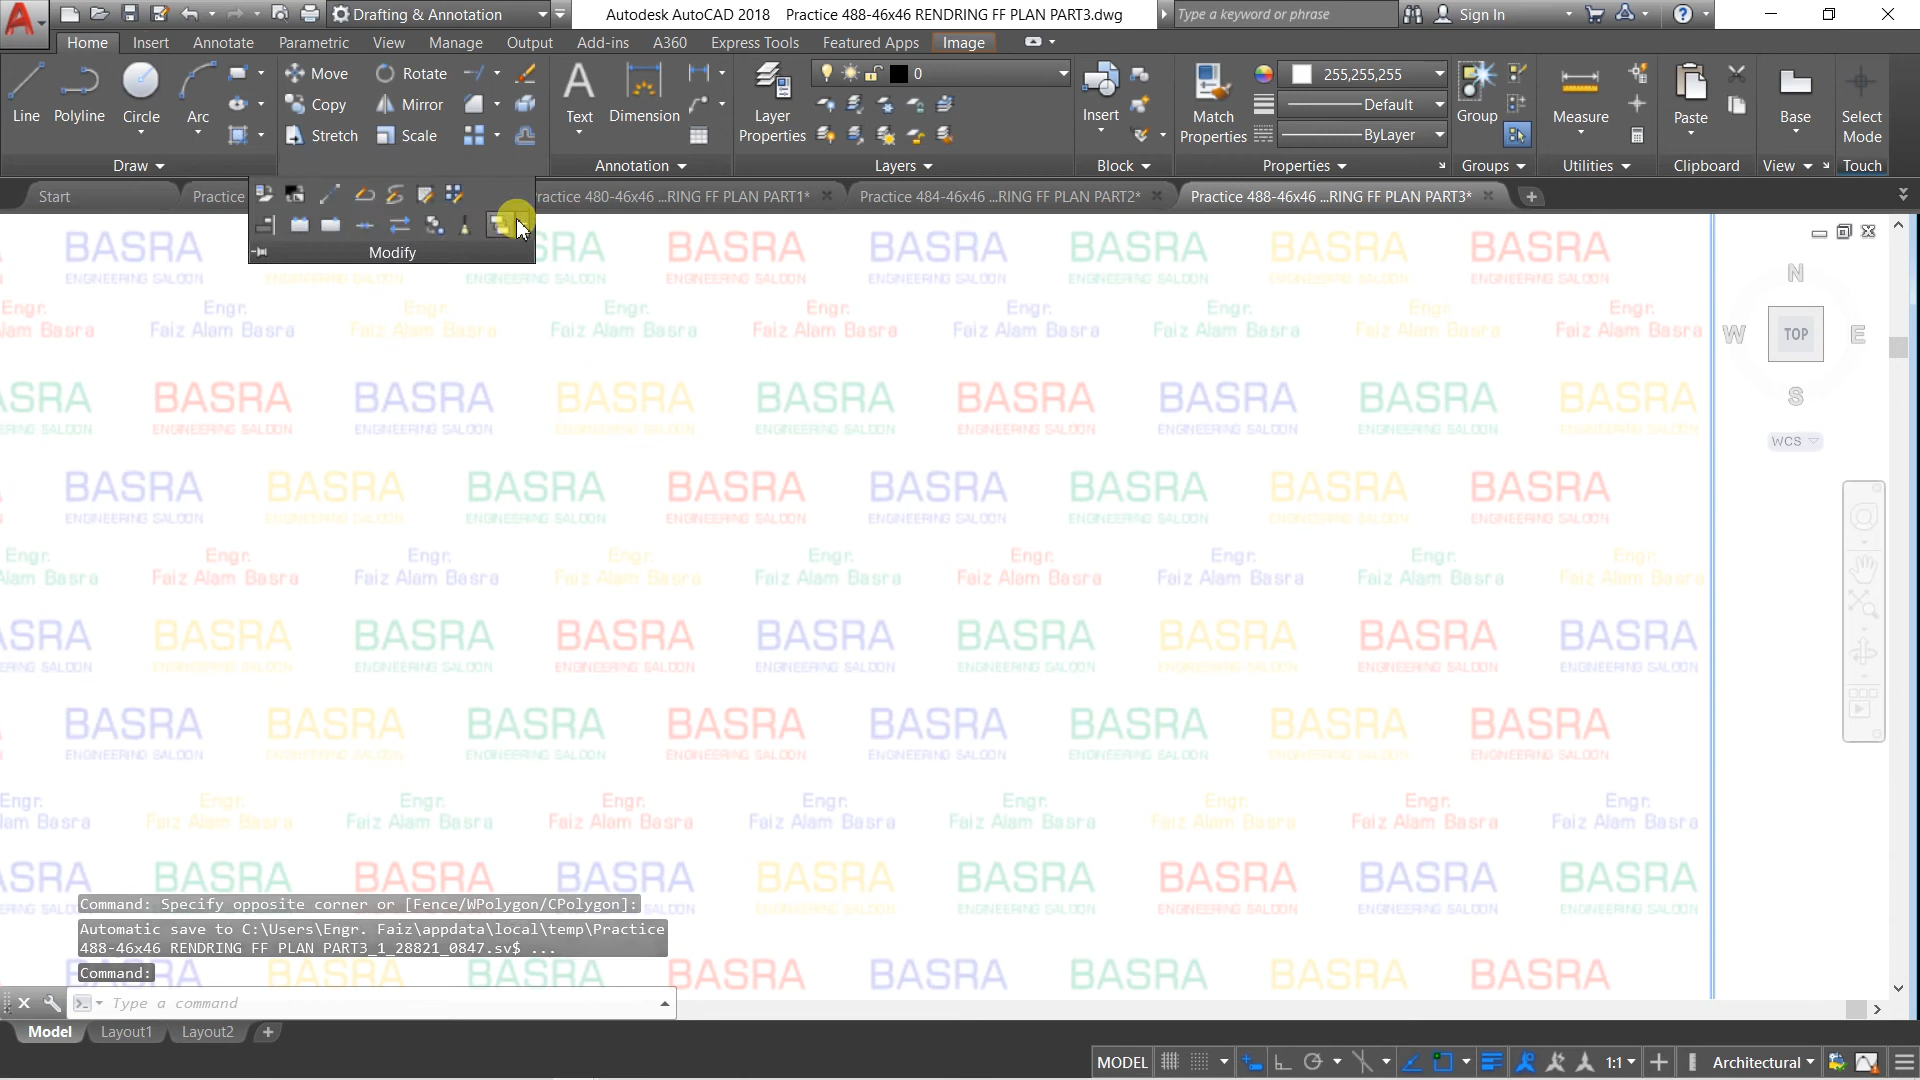 Drafting & Annotation
Autodesk AutoCAD 2018 Practice 488-46x46 RENDRING FF PLAN PART3.dwg
Type a keyword or phrase
Sign In
Home Insert Annotate Parametric View Manage Output Add-ins A360 Express Tools Featured Apps Image
Line Polyline Circle Arc
Move Rotate
Copy Mirror
Stretch Scale
Text Dimension
Layer Properties
0
Insert
Match Properties
255,255,255
Default
ByLayer
Group
Measure
Paste
Base
Select Mode
Draw Annotation Layers Block Properties Groups Utilities Clipboard View Touch
Start Practice ractice 480-46x46 ...RING FF PLAN PART1* Practice 484-46x46 ...RING FF PLAN PART2* Practice 488-46x46 ...RING FF PLAN PART3*
Modify
BASRA
ENGINEERING SALOON
Engr.
Faiz Alam Basra
N
W TOP E
S
WCS
Command: Specify opposite corner or [Fence/WPolygon/CPolygon]:
Automatic save to C:\Users\Engr. Faiz\appdata\local\temp\Practice
488-46x46 RENDRING FF PLAN PART3_1_28821_0847.sv$ ...
Command:
Type a command
Model Layout1 Layout2
MODEL 1:1 Architectural